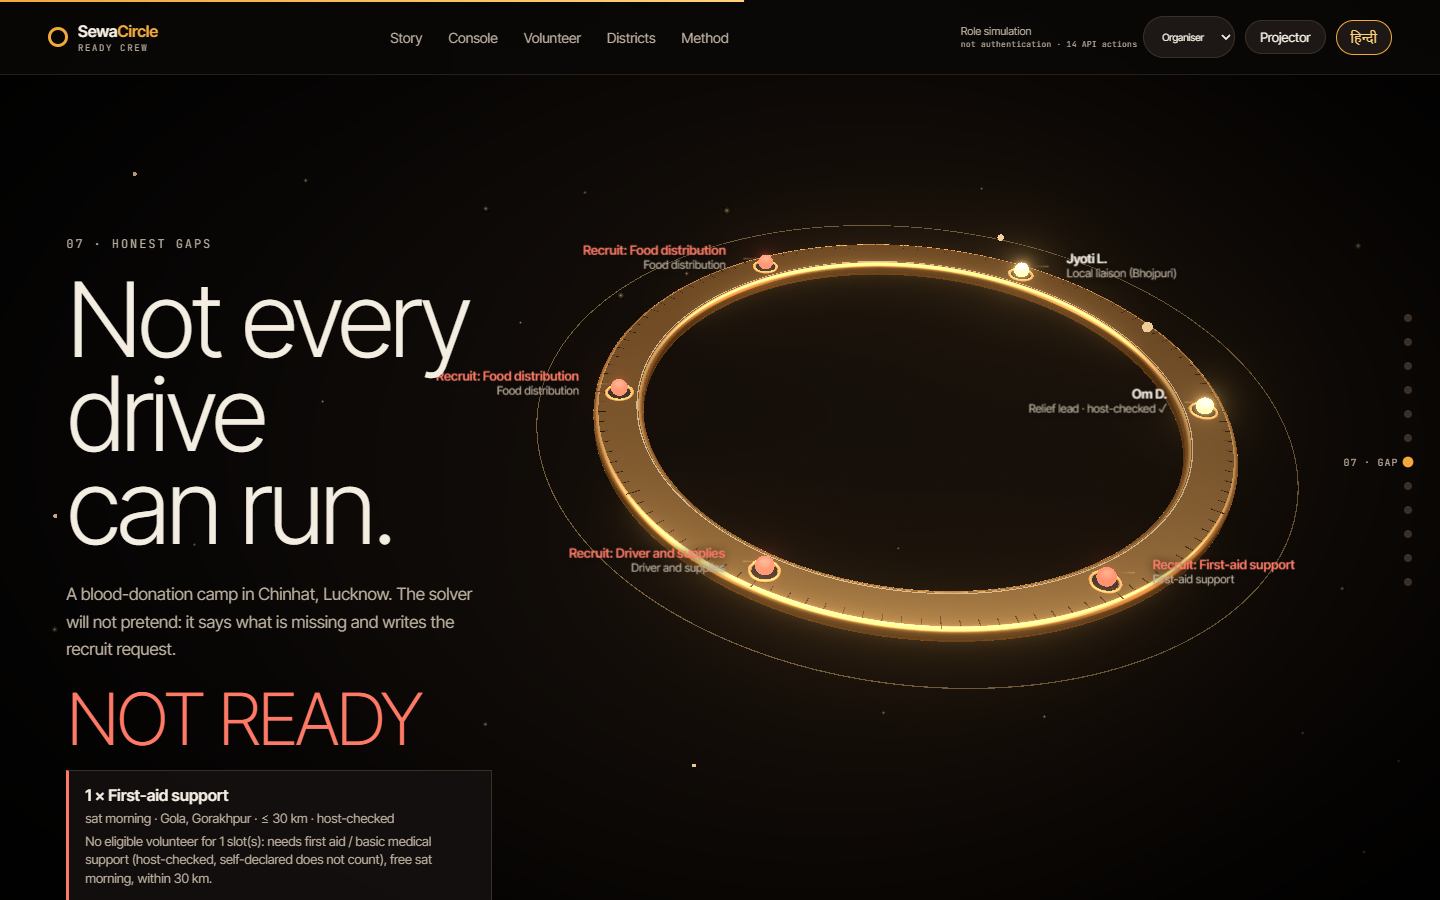 SewaCircle
READY CREW
Story
Console
Volunteer
Districts
Method
Role simulation
not authentication · 14 API actions
Organiser
Projector
हिन्दी
07 · HONEST GAPS
Not every
drive
can run.
A blood-donation camp in Chinhat, Lucknow. The solver
will not pretend: it says what is missing and writes the
recruit request.
NOT READY
1 × First-aid support
sat morning · Gola, Gorakhpur · ≤ 30 km · host-checked
No eligible volunteer for 1 slot(s): needs first aid / basic medical
support (host-checked, self-declared does not count), free sat
morning, within 30 km.
Recruit: Food distribution
Food distribution
Jyoti L.
Local liaison (Bhojpuri)
Recruit: Food distribution
Food distribution
Om D.
Relief lead · host-checked ✓
Recruit: Driver and supplies
Driver and supplies
Recruit: First-aid support
First-aid support
07 · GAP